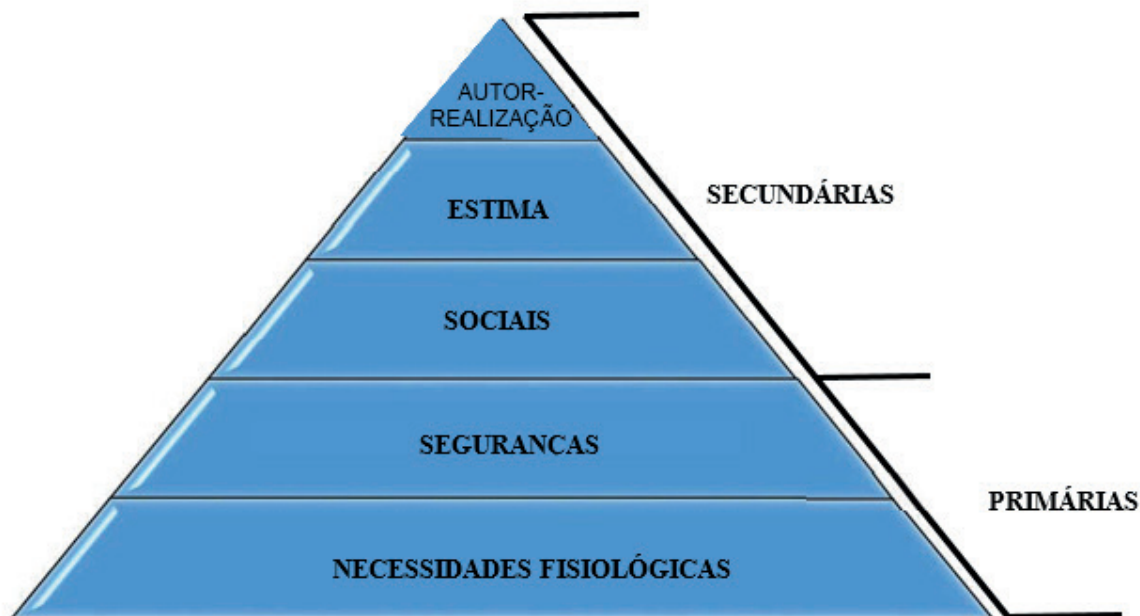 AUTOR-
REALIZAÇÃO
ESTIMA
SECUNDÁRIAS
SOCIAIS
SEGURANCAS
PRIMÁRIAS
NECESSIDADES FISIOLÓGICAS